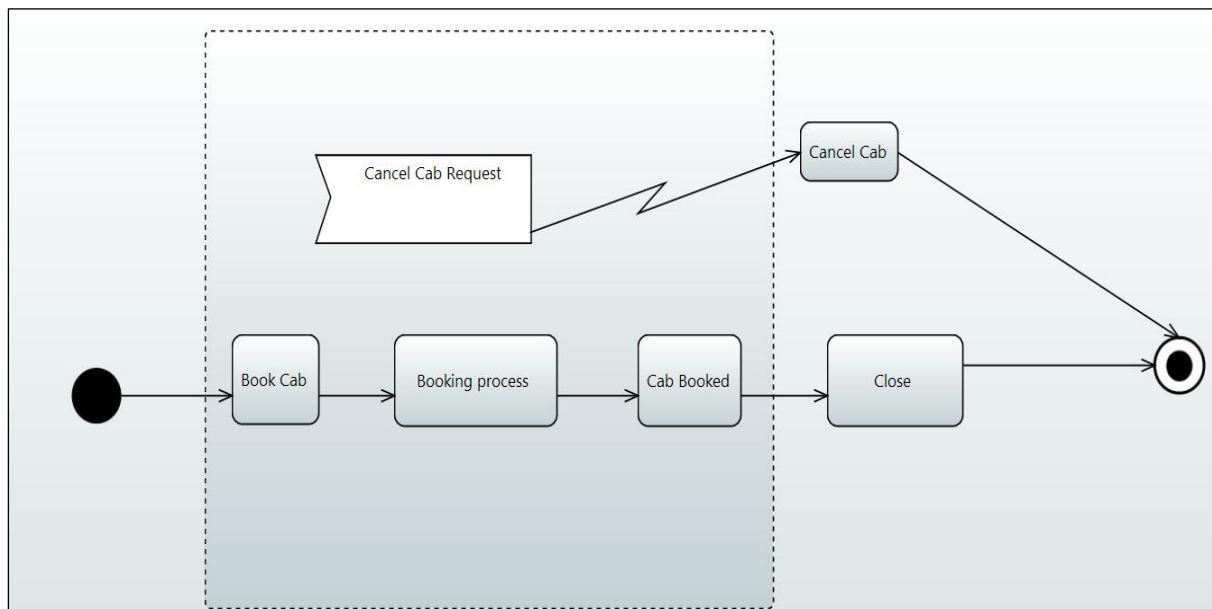 Cancel Cab Request
Cancel Cab
Book Cab
Booking process
Cab Booked
Close